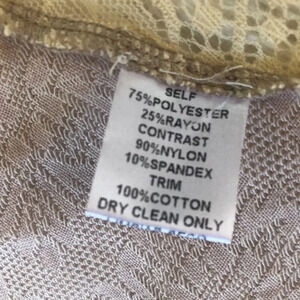 SELF
75%POLYESTER
25%RAYON
CONTRAST
90%NYLON
10%SPANDEX
TRIM
100%COTTON
DRY CLEAN ONLY